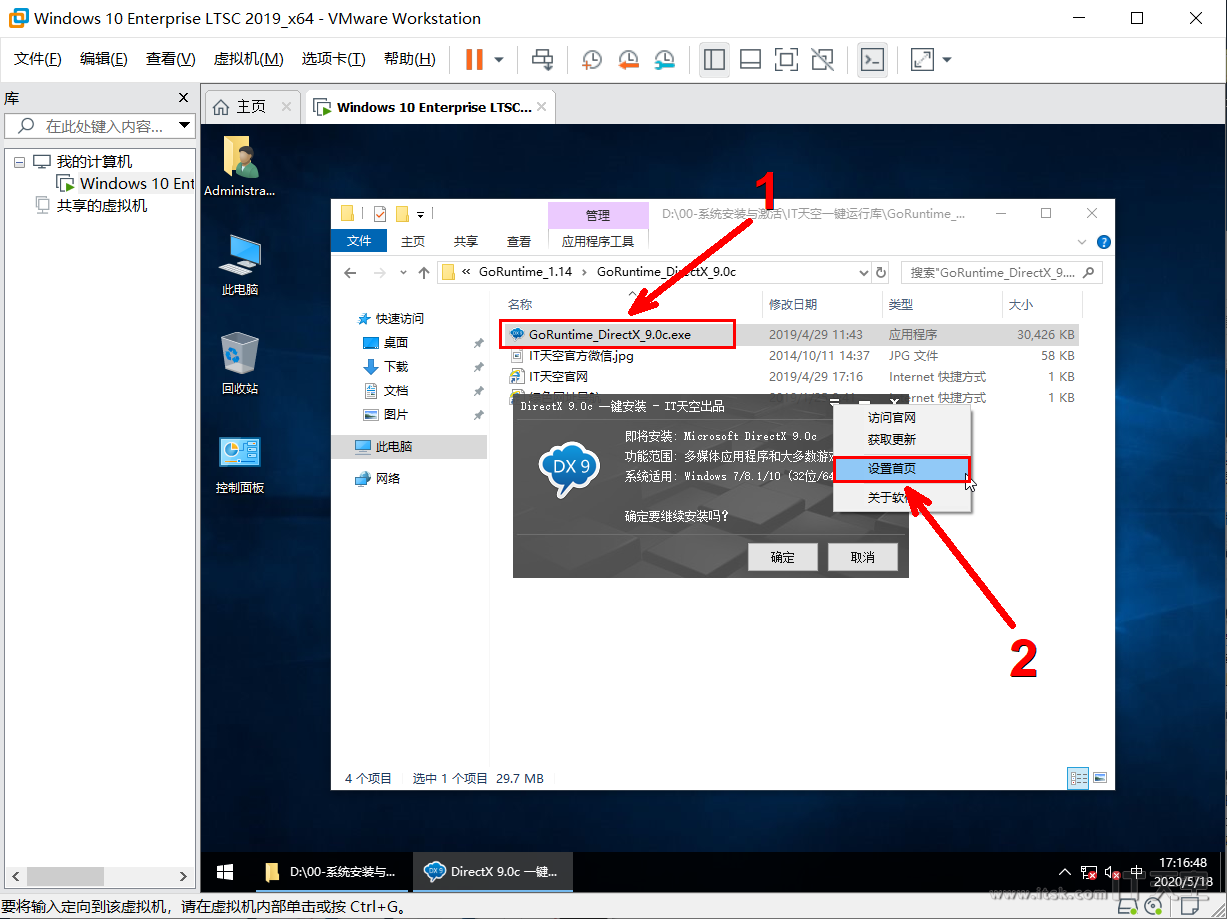 Windows 10 Enterprise LTSC 2019_x64 - VMware Workstation
文件(F) 编辑(E) 查看(V) 虚拟机(M) 选项卡(T) 帮助(H)
库
主页
Windows 10 Enterprise LTSC...
在此处键入内容...
我的计算机
Windows 10 Ent
共享的虚拟机
Administra...
此电脑
回收站
控制面板
1
管理
D:\00-系统安装与激活\IT天空一键运行库\GoRuntime_...
文件 主页 共享 查看 应用程序工具
« GoRuntime_1.14 › GoRuntime_DirectX_9.0c
搜索"GoRuntime_DirectX_9....
名称 修改日期 类型 大小
快速访问
桌面
下载
文档
图片
此电脑
网络
GoRuntime_DirectX_9.0c.exe 2019/4/29 11:43 应用程序 30,426 KB
IT天空官方微信.jpg 2014/10/11 14:37 JPG 文件 58 KB
IT天空官网 2019/4/29 17:16 Internet 快捷方式 1 KB
ernet 快捷方式 1 KB
DirectX 9.0c 一键安装 - IT天空出品
DX 9
即将安装: Microsoft DirectX 9.0c
功能范围: 多媒体应用程序和大多数游戏
系统适用: Windows 7/8.1/10 (32位/64
确定要继续安装吗?
确定 取消
访问官网
获取更新
设置首页
关于软件
2
4 个项目 选中 1 个项目 29.7 MB
D:\00-系统安装与...
DX 9
DirectX 9.0c 一键...
中
17:16:48
2020/5/18
www.itsk.com IT天空
要将输入定向到该虚拟机，请在虚拟机内部单击或按 Ctrl+G。